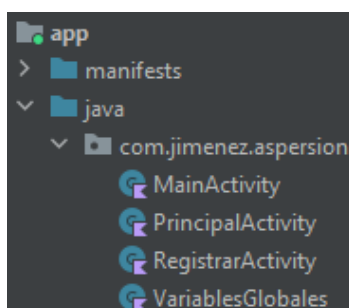 app
manifests
java
com.jimenez.aspersion
MainActivity
PrincipalActivity
RegistrarActivity
VariablesGlobales